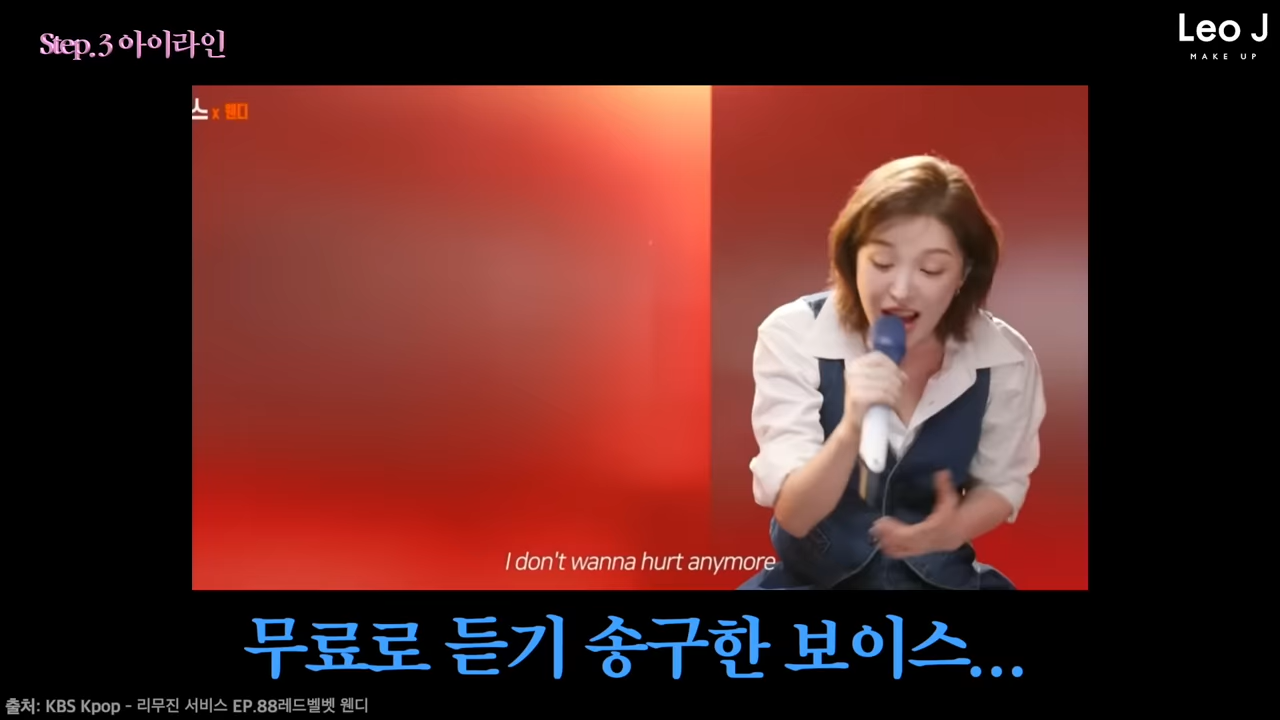 Step.3 아이라인
Leo J
MAKE UP
스 x 웬디
I don't wanna hurt anymore
무료로 듣기 송구한 보이스...
출처: KBS Kpop - 리무진 서비스 EP.88레드벨벳 웬디